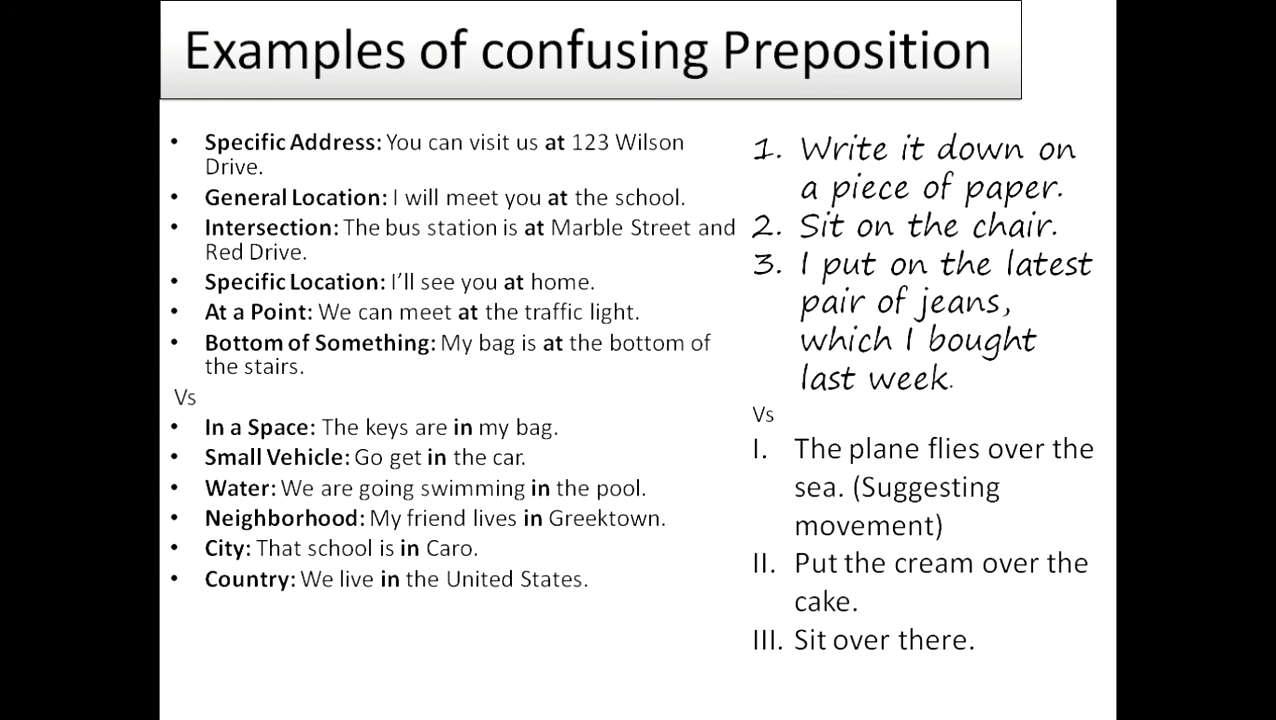 Examples of confusing Preposition
• Specific Address: You can visit us at 123 Wilson
Drive.
• General Location: I will meet you at the school.
• Intersection: The bus station is at Marble Street and
Red Drive.
• Specific Location: I’ll see you at home.
• At a Point: We can meet at the traffic light.
• Bottom of Something: My bag is at the bottom of
the stairs.
Vs
• In a Space: The keys are in my bag.
• Small Vehicle: Go get in the car.
• Water: We are going swimming in the pool.
• Neighborhood: My friend lives in Greektown.
• City: That school is in Caro.
• Country: We live in the United States.
1. Write it down on
a piece of paper.
2. Sit on the chair.
3. I put on the latest
pair of jeans,
which I bought
last week.
Vs
I. The plane flies over the
sea. (Suggesting
movement)
II. Put the cream over the
cake.
III. Sit over there.